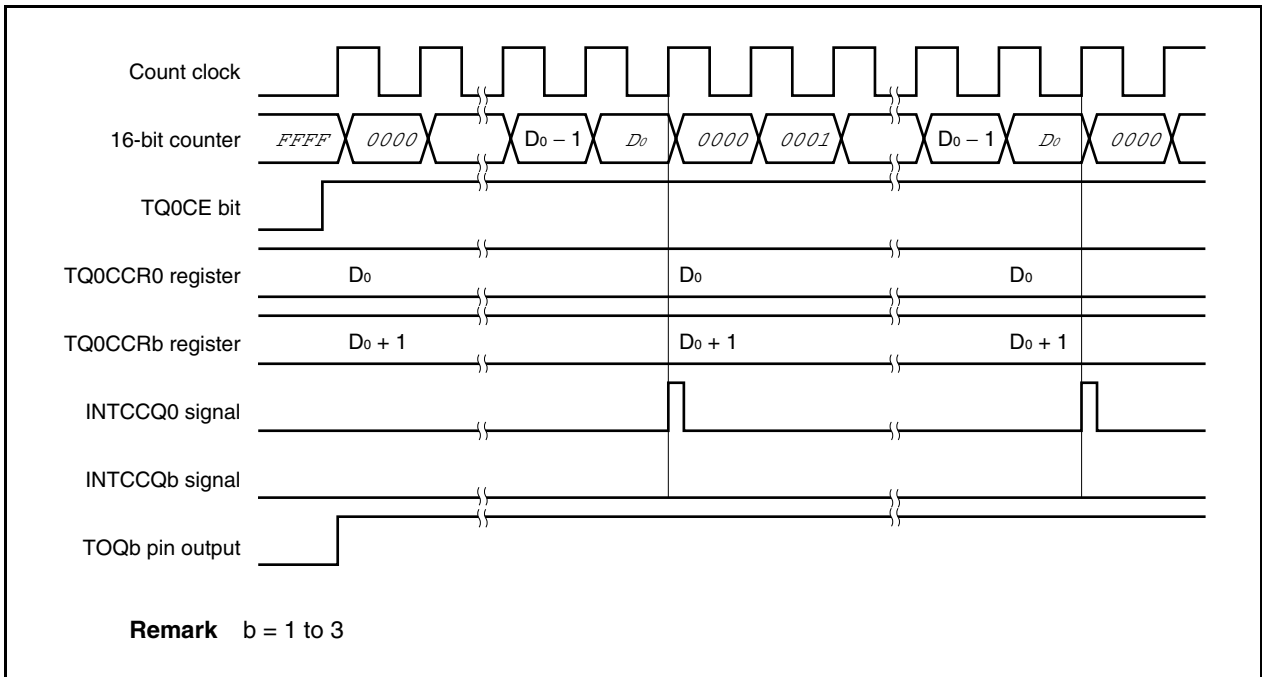 Count clock
16-bit counter FFFF 0000 D₀ − 1 D₀ 0000 0001 D₀ − 1 D₀ 0000
TQ0CE bit
TQ0CCR0 register D₀ D₀ D₀
TQ0CCRb register D₀ + 1 D₀ + 1 D₀ + 1
INTCCQ0 signal
INTCCQb signal
TOQb pin output
Remark b = 1 to 3